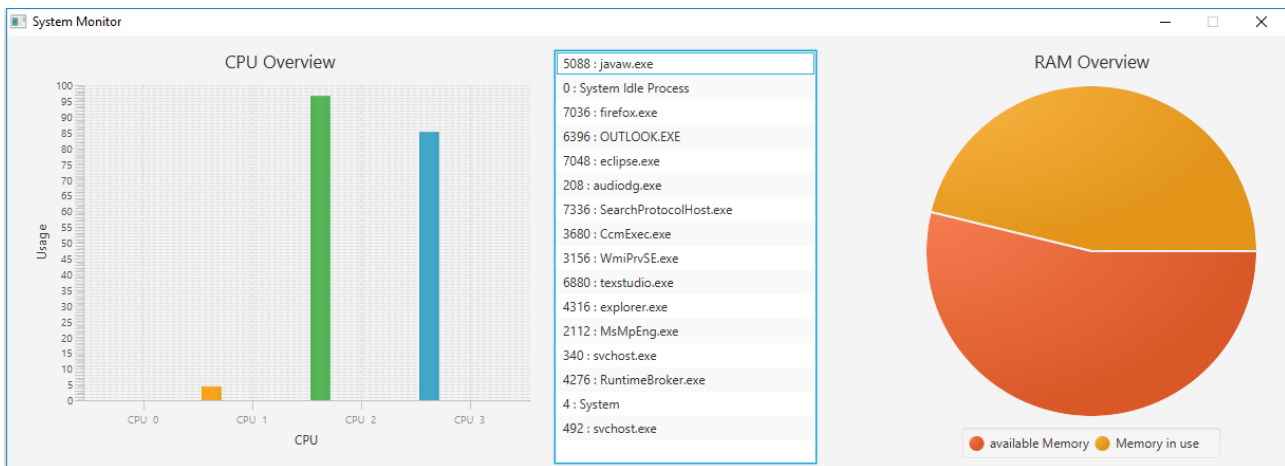 System Monitor
CPU Overview
100
95
90
85
80
75
70
65
60
55
50
45
40
35
30
25
20
15
10
5
0
Usage
CPU 0 CPU 1 CPU 2 CPU 3
CPU
5088 : javaw.exe
0 : System Idle Process
7036 : firefox.exe
6396 : OUTLOOK.EXE
7048 : eclipse.exe
208 : audiodg.exe
7336 : SearchProtocolHost.exe
3680 : CcmExec.exe
3156 : WmiPrvSE.exe
6880 : texstudio.exe
4316 : explorer.exe
2112 : MsMpEng.exe
340 : svchost.exe
4276 : RuntimeBroker.exe
4 : System
492 : svchost.exe
RAM Overview
available Memory Memory in use